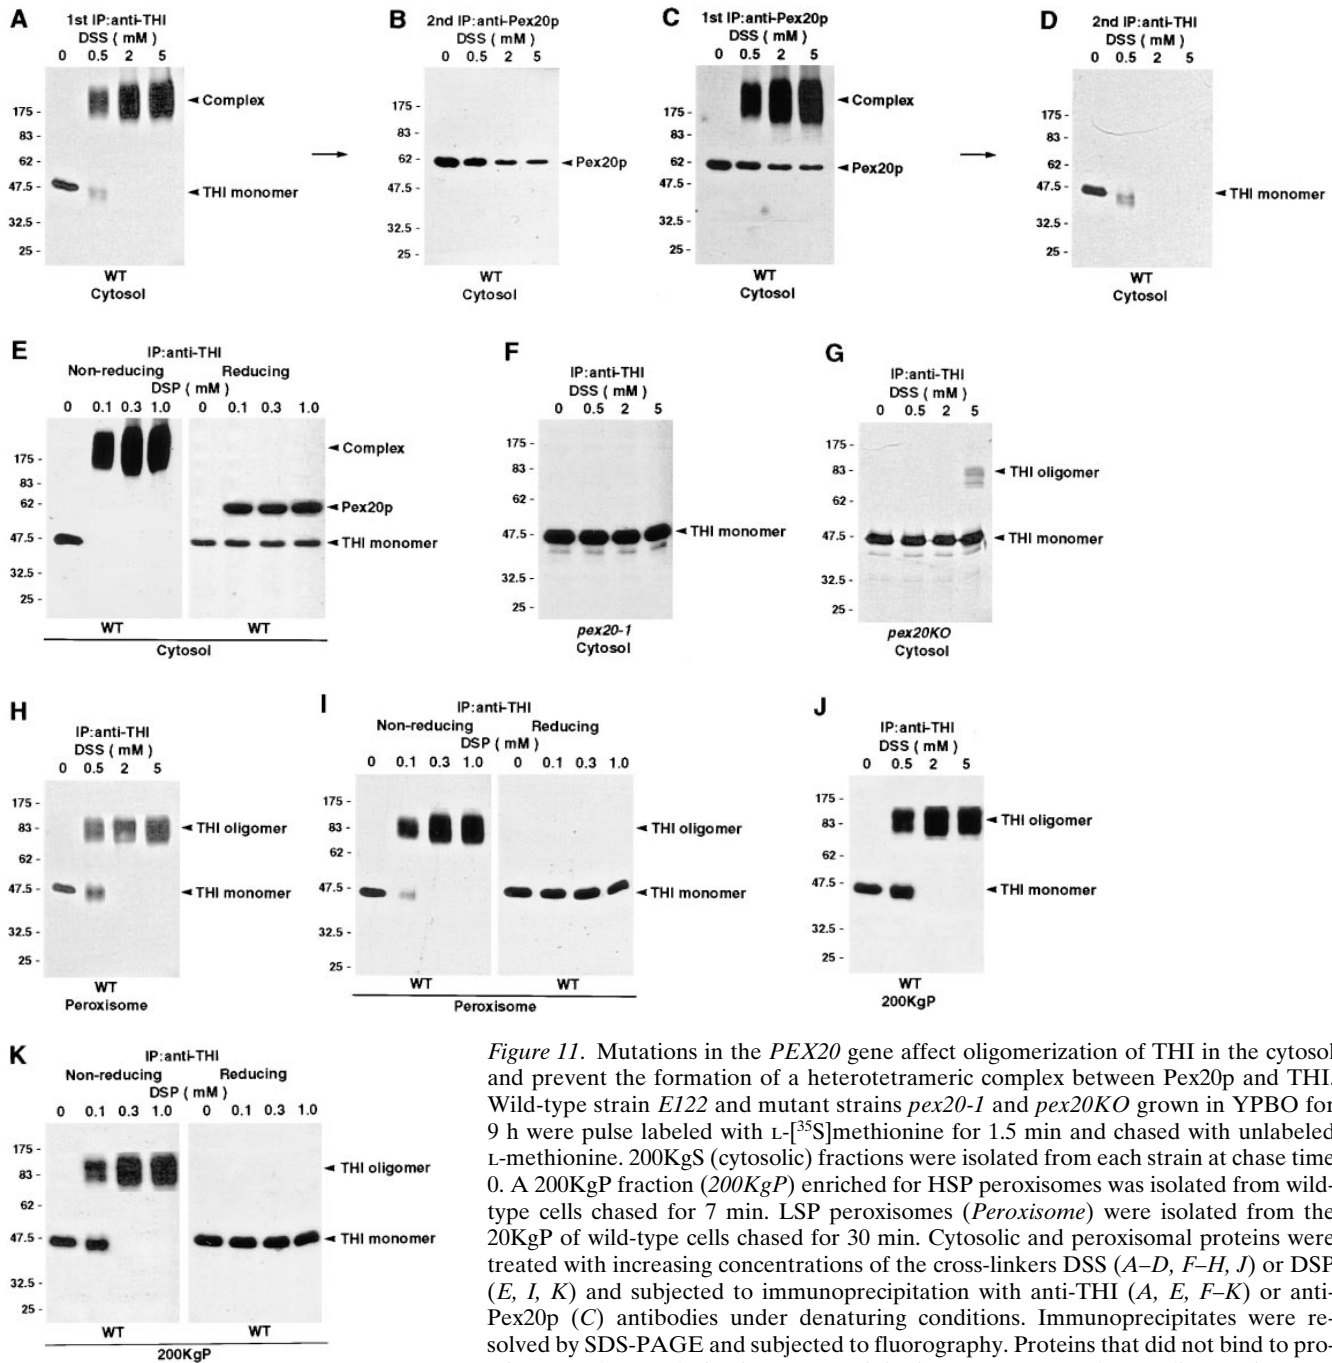 A
1st IP:anti-THI
DSS ( mM )
0 0.5 2 5
175 -
83 -
62 -
47.5 -
32.5 -
25 -
Complex
THI monomer
WT
Cytosol
B
2nd IP:anti-Pex20p
DSS ( mM )
0 0.5 2 5
175 -
83 -
62 -
47.5 -
32.5 -
25 -
Pex20p
WT
Cytosol
C
1st IP:anti-Pex20p
DSS ( mM )
0 0.5 2 5
175 -
83 -
62 -
47.5 -
32.5 -
25 -
Complex
Pex20p
WT
Cytosol
D
2nd IP:anti-THI
DSS ( mM )
0 0.5 2 5
175 -
83 -
62 -
47.5 -
32.5 -
25 -
THI monomer
WT
Cytosol
E
IP:anti-THI
Non-reducing Reducing
DSP ( mM )
0 0.1 0.3 1.0 0 0.1 0.3 1.0
175 -
83 -
62 -
47.5 -
32.5 -
25 -
Complex
Pex20p
THI monomer
WT WT
Cytosol
F
IP:anti-THI
DSS ( mM )
0 0.5 2 5
175 -
83 -
62 -
47.5 -
32.5 -
25 -
THI monomer
pex20-1
Cytosol
G
IP:anti-THI
DSS ( mM )
0 0.5 2 5
175 -
83 -
62 -
47.5 -
32.5 -
25 -
THI oligomer
THI monomer
pex20KO
Cytosol
H
IP:anti-THI
DSS ( mM )
0 0.5 2 5
175 -
83 -
62 -
47.5 -
32.5 -
25 -
THI oligomer
THI monomer
WT
Peroxisome
I
IP:anti-THI
Non-reducing Reducing
DSP ( mM )
0 0.1 0.3 1.0 0 0.1 0.3 1.0
175 -
83 -
62 -
47.5 -
32.5 -
25 -
THI oligomer
THI monomer
WT WT
Peroxisome
J
IP:anti-THI
DSS ( mM )
0 0.5 2 5
175 -
83 -
62 -
47.5 -
32.5 -
25 -
THI oligomer
THI monomer
WT
200KgP
K
IP:anti-THI
Non-reducing Reducing
DSP ( mM )
0 0.1 0.3 1.0 0 0.1 0.3 1.0
175 -
83 -
62 -
47.5 -
32.5 -
25 -
THI oligomer
THI monomer
WT WT
200KgP
Figure 11. Mutations in the PEX20 gene affect oligomerization of THI in the cytosol
and prevent the formation of a heterotetrameric complex between Pex20p and THI.
Wild-type strain E122 and mutant strains pex20-1 and pex20KO grown in YPBO for
9 h were pulse labeled with L-[35S]methionine for 1.5 min and chased with unlabeled
L-methionine. 200KgS (cytosolic) fractions were isolated from each strain at chase time
0. A 200KgP fraction (200KgP) enriched for HSP peroxisomes was isolated from wild-
type cells chased for 7 min. LSP peroxisomes (Peroxisome) were isolated from the
20KgP of wild-type cells chased for 30 min. Cytosolic and peroxisomal proteins were
treated with increasing concentrations of the cross-linkers DSS (A–D, F–H, J) or DSP
(E, I, K) and subjected to immunoprecipitation with anti-THI (A, E, F–K) or anti-
Pex20p (C) antibodies under denaturing conditions. Immunoprecipitates were re-
solved by SDS-PAGE and subjected to fluorography. Proteins that did not bind to pro-